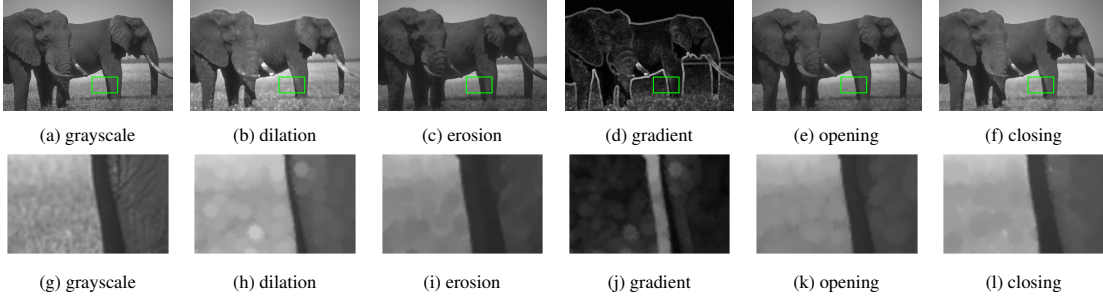 (a) grayscale (b) dilation (c) erosion (d) gradient (e) opening (f) closing
(g) grayscale (h) dilation (i) erosion (j) gradient (k) opening (l) closing